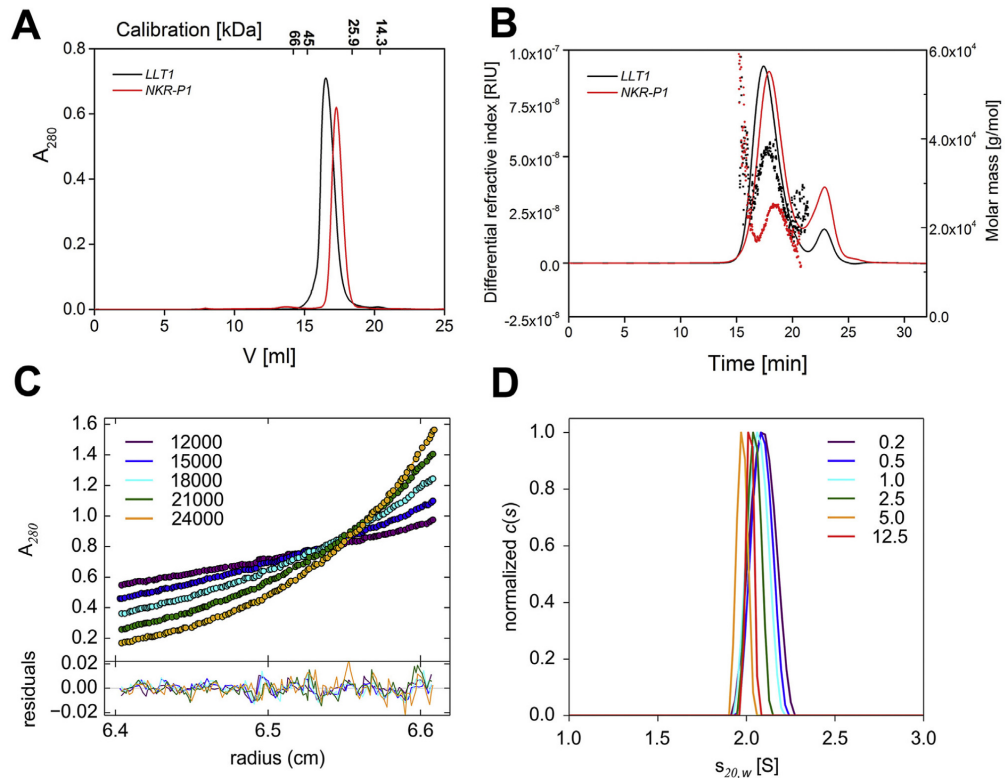 A
Calibration [kDa]
66 45 25.9 14.3
0.8
0.6
0.4
0.2
0.0
A280
LLT1
NKR-P1
0 5 10 15 20 25
V [ml]
B
1.0x10-7
7.5x10-8
5.0x10-8
2.5x10-8
0.0
-2.5x10-8
Differential refractive index [RIU]
LLT1
NKR-P1
6.0x10⁴
4.0x10⁴
2.0x10⁴
0.0
Molar mass [g/mol]
0 5 10 15 20 25 30
Time [min]
C
1.6
1.4
1.2
1.0
0.8
0.6
0.4
0.2
A280
12000
15000
18000
21000
24000
0.02
0.00
−0.02
residuals
6.4 6.5 6.6
radius (cm)
D
1.0
0.8
0.6
0.4
0.2
0.0
normalized c(s)
0.2
0.5
1.0
2.5
5.0
12.5
1.0 1.5 2.0 2.5 3.0
s20,w [S]